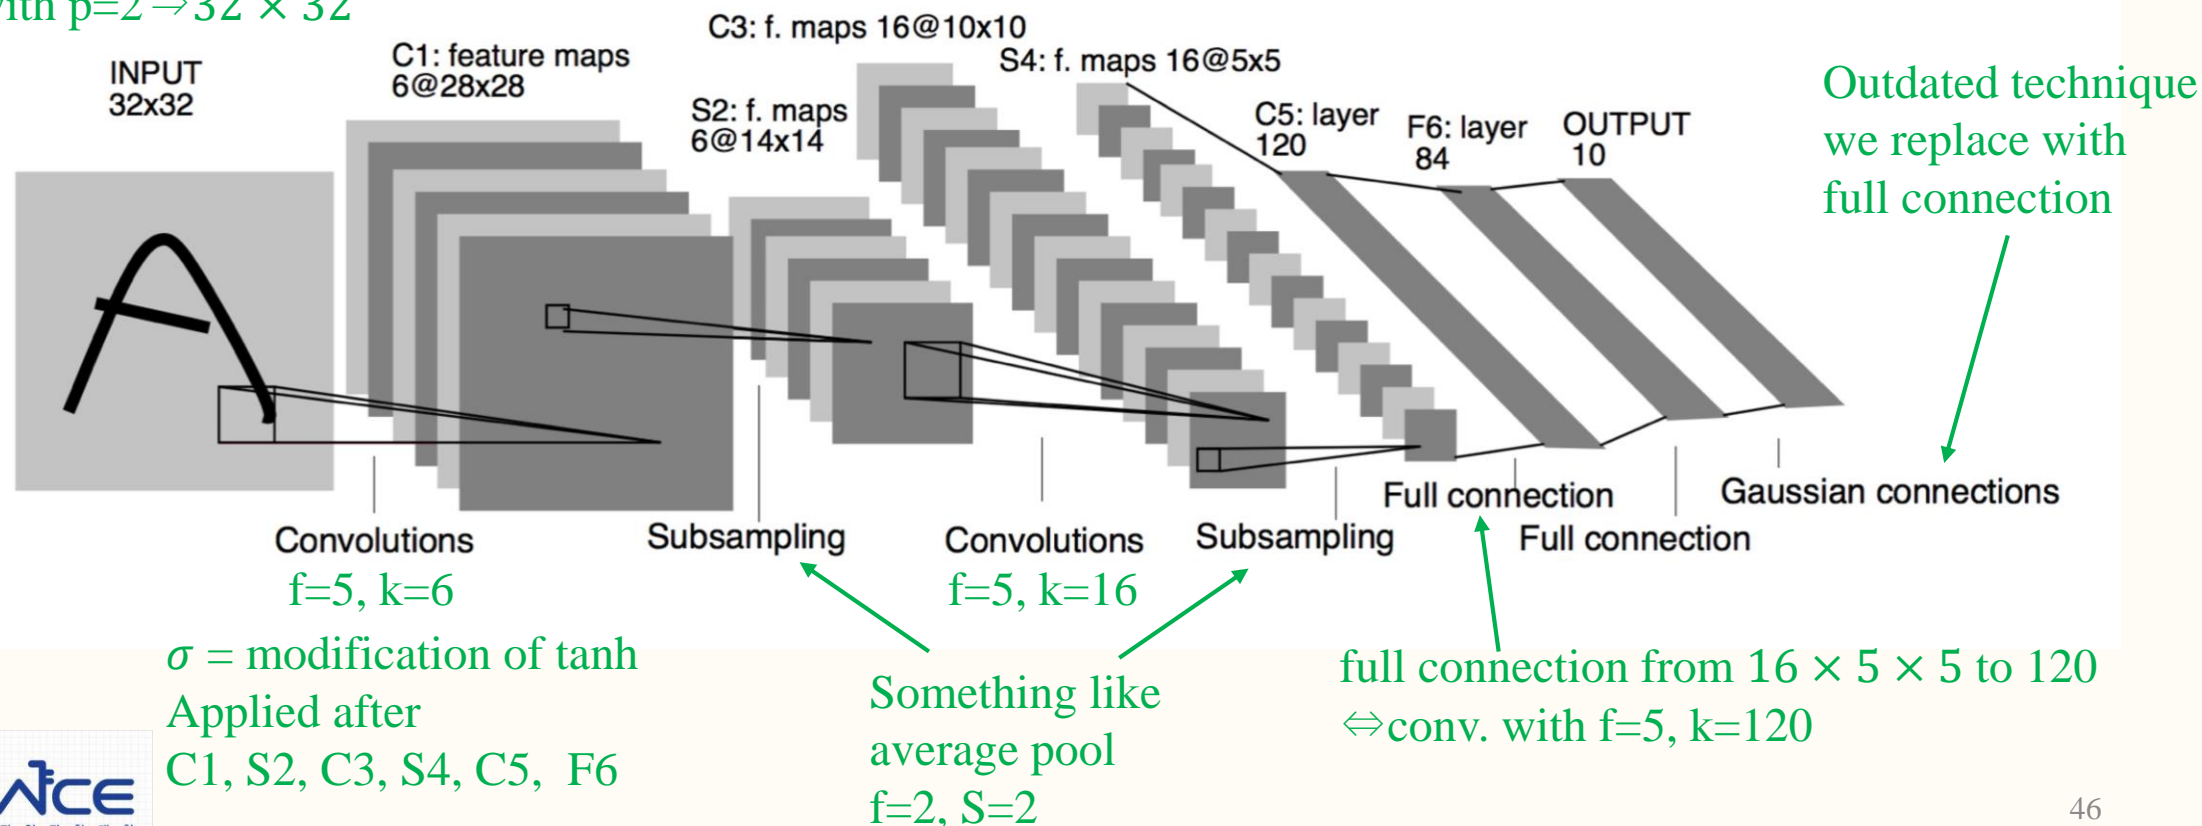 with p=2⇒32 × 32
INPUT
32x32
C1: feature maps
6@28x28
S2: f. maps
6@14x14
C3: f. maps 16@10x10
S4: f. maps 16@5x5
C5: layer
120
F6: layer
84
OUTPUT
10
Outdated technique
we replace with
full connection
Convolutions
f=5, k=6
Subsampling
Convolutions
f=5, k=16
Subsampling
Full connection
Full connection
Gaussian connections
σ = modification of tanh
Applied after
C1, S2, C3, S4, C5, F6
Something like
average pool
f=2, S=2
full connection from 16 × 5 × 5 to 120
⇔conv. with f=5, k=120
46